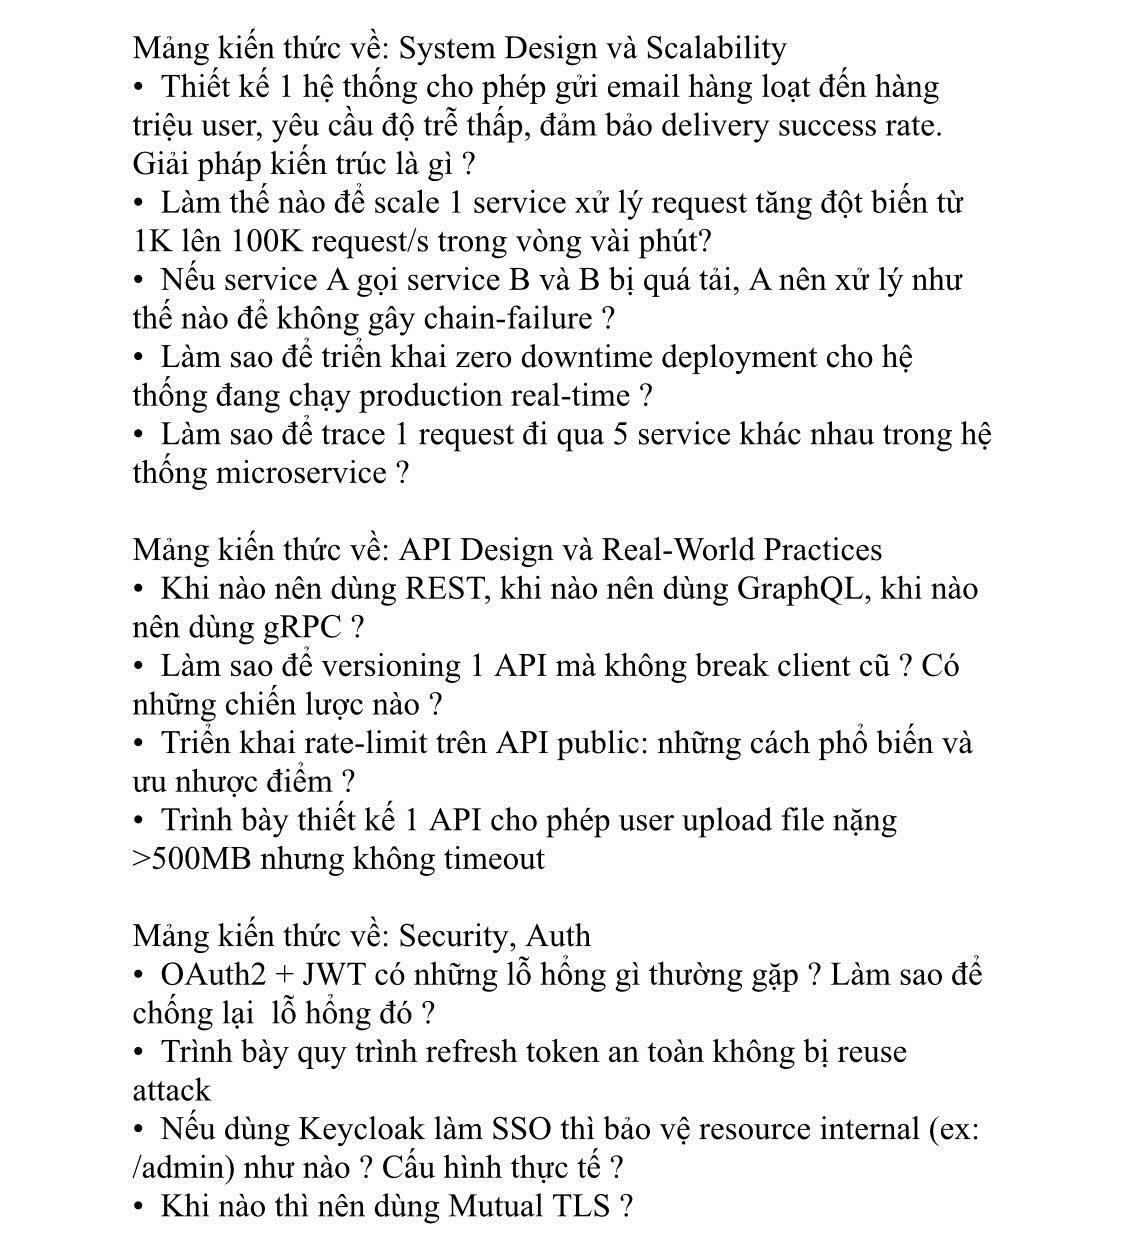 Mảng kiến thức về: System Design và Scalability
• Thiết kế 1 hệ thống cho phép gửi email hàng loạt đến hàng
triệu user, yêu cầu độ trễ thấp, đảm bảo delivery success rate.
Giải pháp kiến trúc là gì ?
• Làm thế nào để scale 1 service xử lý request tăng đột biến từ
1K lên 100K request/s trong vòng vài phút?
• Nếu service A gọi service B và B bị quá tải, A nên xử lý như
thế nào để không gây chain-failure ?
• Làm sao để triển khai zero downtime deployment cho hệ
thống đang chạy production real-time ?
• Làm sao để trace 1 request đi qua 5 service khác nhau trong hệ
thống microservice ?
Mảng kiến thức về: API Design và Real-World Practices
• Khi nào nên dùng REST, khi nào nên dùng GraphQL, khi nào
nên dùng gRPC ?
• Làm sao để versioning 1 API mà không break client cũ ? Có
những chiến lược nào ?
• Triển khai rate-limit trên API public: những cách phổ biến và
ưu nhược điểm ?
• Trình bày thiết kế 1 API cho phép user upload file nặng
>500MB nhưng không timeout
Mảng kiến thức về: Security, Auth
• OAuth2 + JWT có những lỗ hổng gì thường gặp ? Làm sao để
chống lại  lỗ hổng đó ?
• Trình bày quy trình refresh token an toàn không bị reuse
attack
• Nếu dùng Keycloak làm SSO thì bảo vệ resource internal (ex:
/admin) như nào ? Cấu hình thực tế ?
• Khi nào thì nên dùng Mutual TLS ?